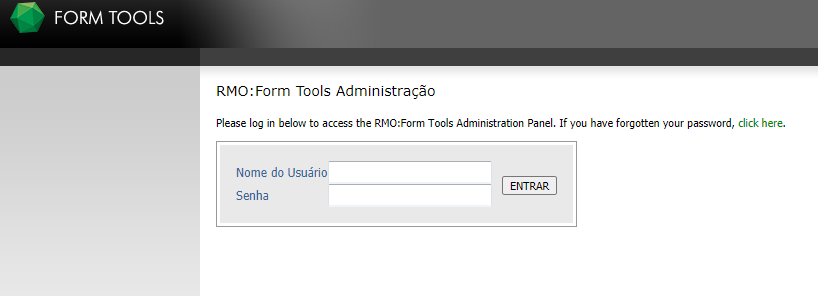 FORM TOOLS
RMO:Form Tools Administração
Please log in below to access the RMO:Form Tools Administration Panel. If you have forgotten your password, click here.
Nome do Usuário
ENTRAR
Senha